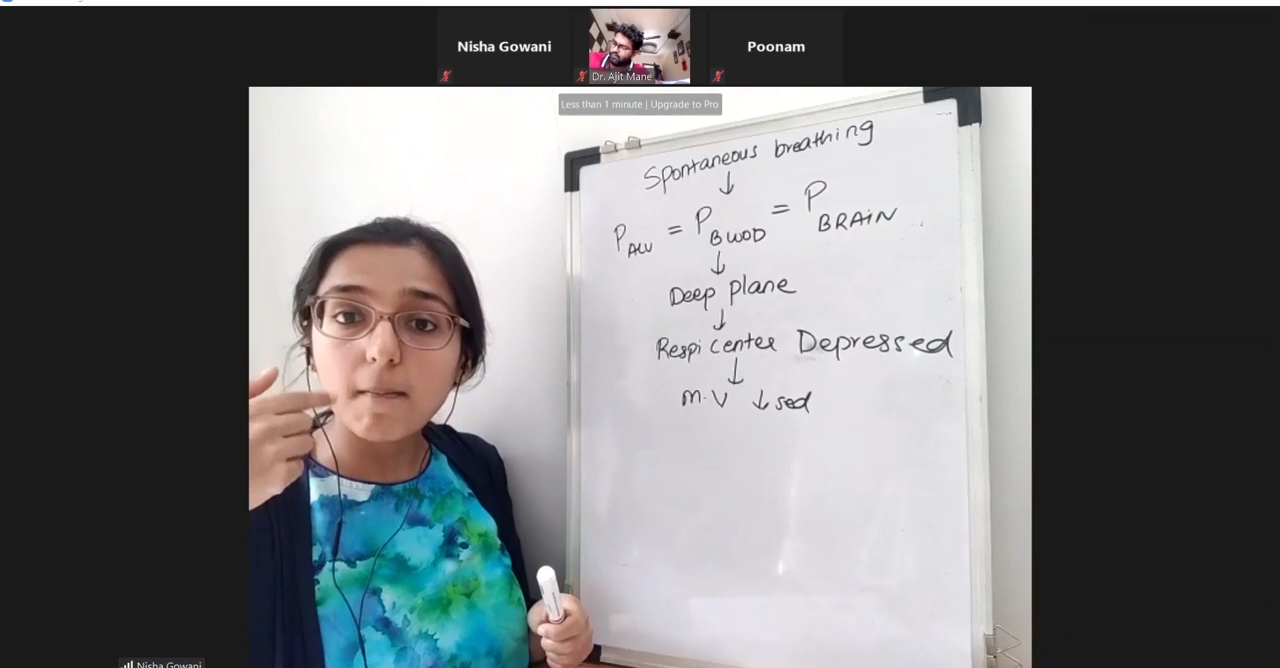 Nisha Gowani
Dr. Ajit Mane
Poonam
Less than 1 minute | Upgrade to Pro
Spontaneous breathing
↓
P ALV = P BLOOD = P BRAIN
↓
Deep plane
↓
Respi center Depressed
↓
M.V ↓sed
Nisha Gowani